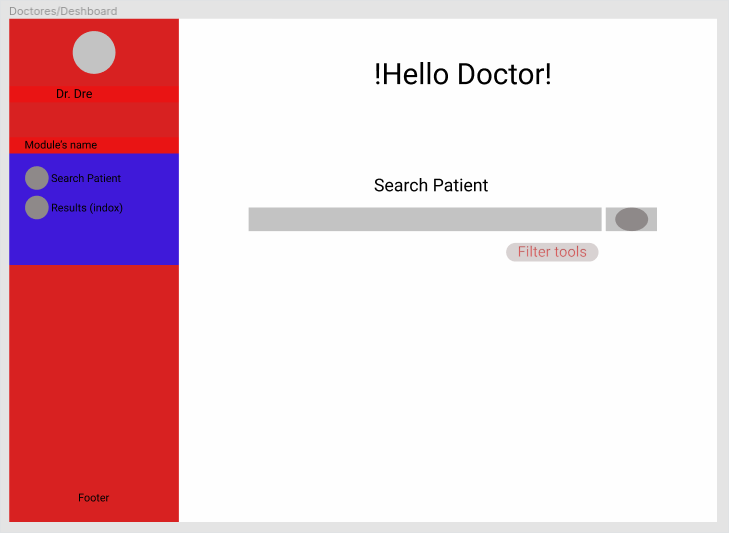 Doctores/Deshboard
Dr. Dre
Module's name
Search Patient
Results (indox)
Footer
!Hello Doctor!
Search Patient
Filter tools